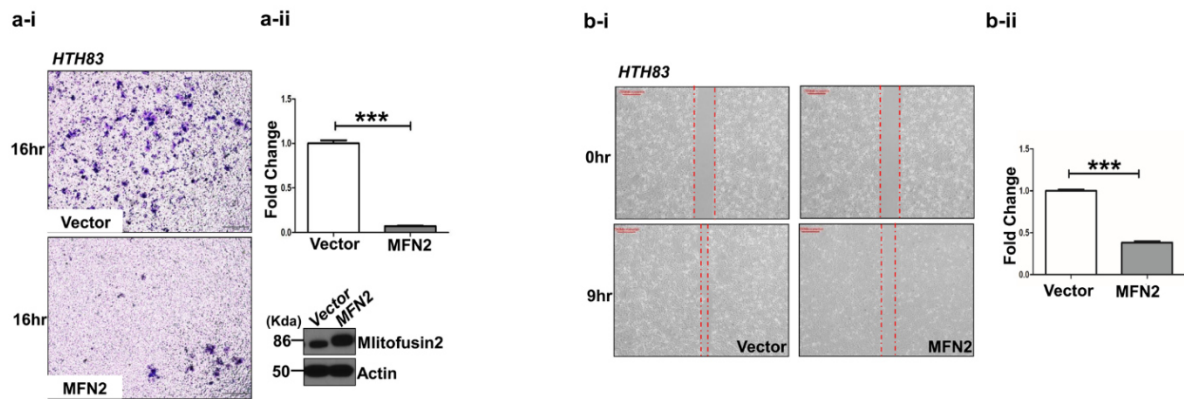 a-i
HTH83
16hr
Vector
16hr
MFN2
a-ii
1.5
1.0
0.5
0.0
Fold Change
***
Vector
MFN2
(Kda)
Vector
MFN2
86
Mlitofusin2
50
Actin
b-i
HTH83
0hr
9hr
Vector
MFN2
b-ii
1.5
1.0
0.5
0.0
Fold Change
***
Vector
MFN2